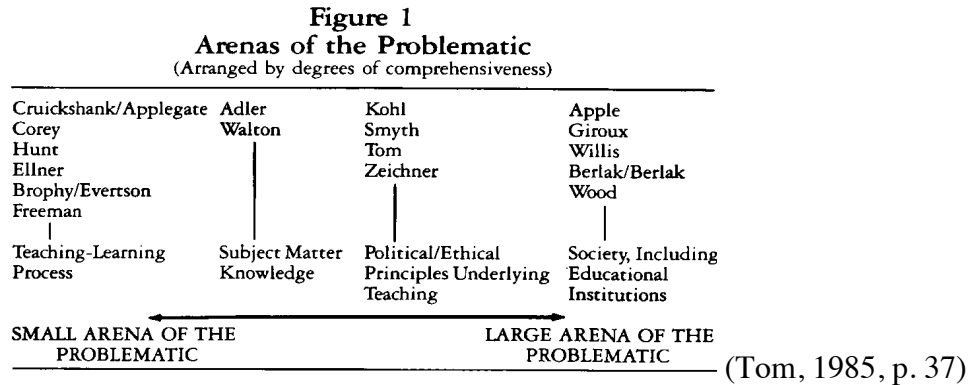 Figure 1
Arenas of the Problematic
(Arranged by degrees of comprehensiveness)
Cruickshank/Applegate Adler Kohl Apple
Corey Walton Smyth Giroux
Hunt Tom Willis
Ellner Zeichner Berlak/Berlak
Brophy/Evertson Wood
Freeman
Teaching-Learning Subject Matter Political/Ethical Society, Including
Process Knowledge Principles Underlying Educational
Teaching Institutions
SMALL ARENA OF THE LARGE ARENA OF THE
PROBLEMATIC PROBLEMATIC
(Tom, 1985, p. 37)